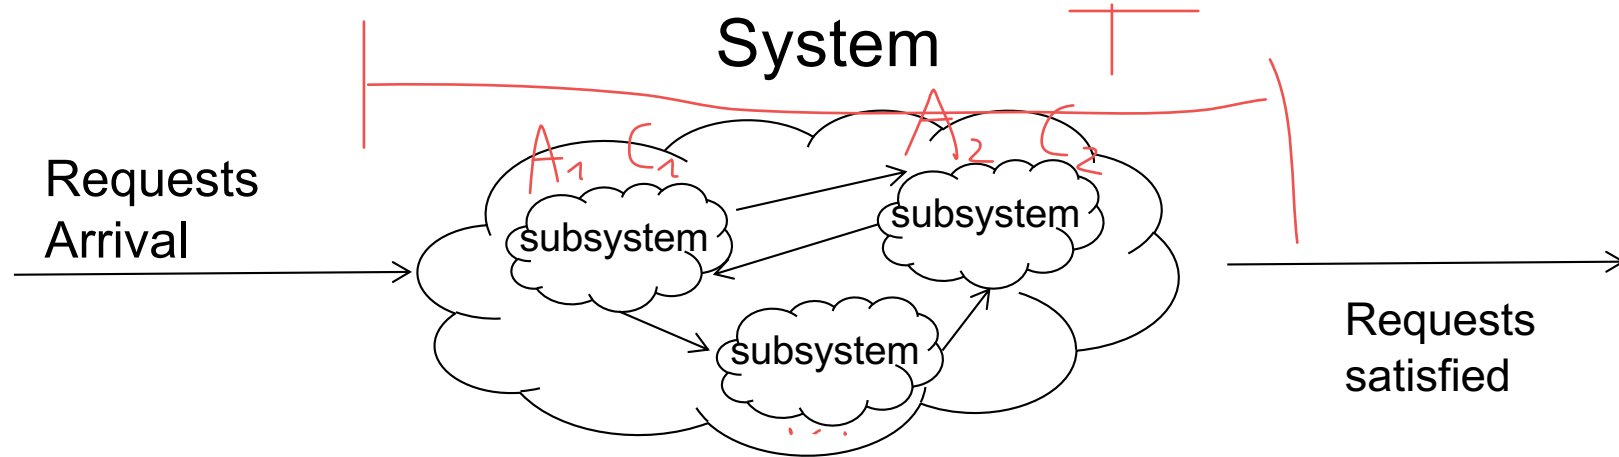 System
T
A₁ C₁
A₂ C₂
Requests
Arrival
subsystem
subsystem
subsystem
...
Requests
satisfied